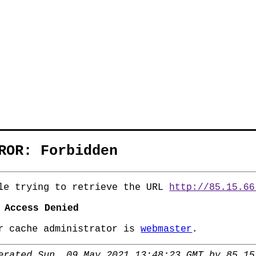 ROR: Forbidden
le trying to retrieve the URL http://85.15.66
Access Denied
r cache administrator is webmaster.
erated Sun, 09 May 2021 13:48:23 GMT by 85.15